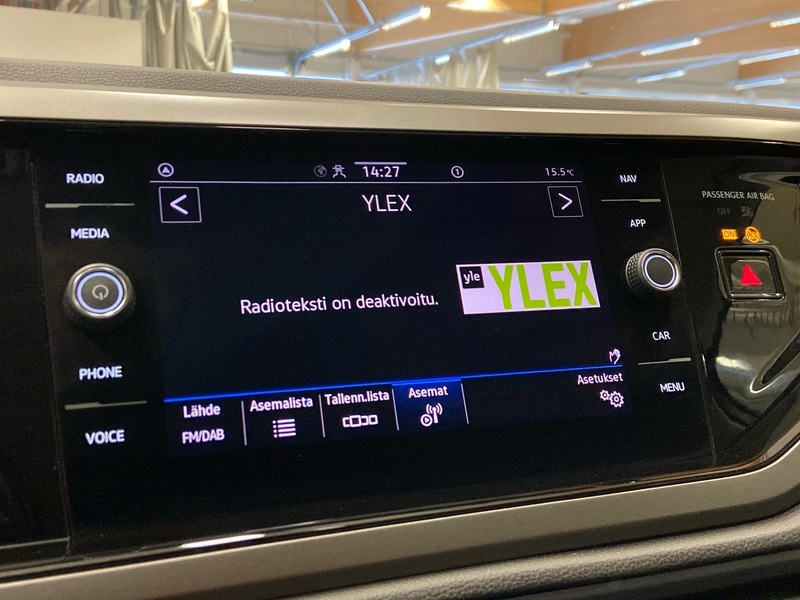 RADIO
MEDIA
PHONE
VOICE
14:27
1
15.5°C
YLEX
Radioteksti on deaktivoitu.
yle YLEX
Lähde
FM/DAB
Asemalista
Tallenn.lista
Asemat
Asetukset
NAV
APP
CAR
MENU
PASSENGER AIR BAG
OFF
ON